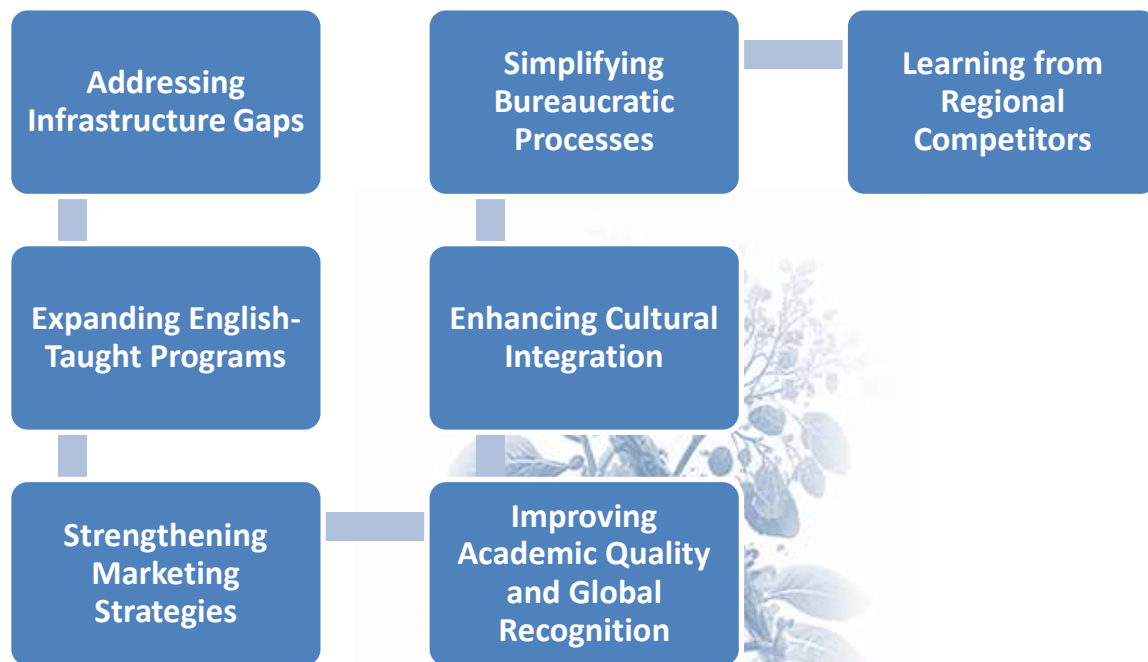 Addressing
Infrastructure Gaps
Expanding English-
Taught Programs
Strengthening
Marketing
Strategies
Improving
Academic Quality
and Global
Recognition
Enhancing Cultural
Integration
Simplifying
Bureaucratic
Processes
Learning from
Regional
Competitors